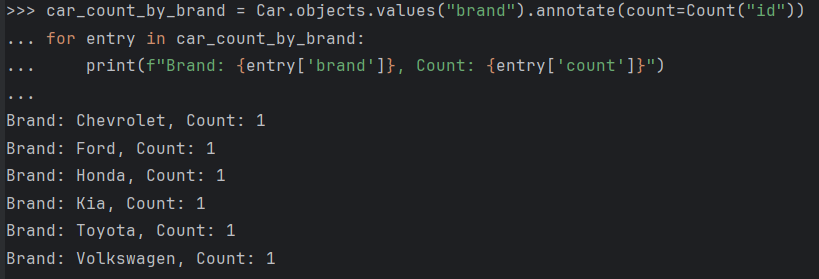 >>> car_count_by_brand = Car.objects.values("brand").annotate(count=Count("id"))
... for entry in car_count_by_brand:
...     print(f"Brand: {entry['brand']}, Count: {entry['count']}")
...
Brand: Chevrolet, Count: 1
Brand: Ford, Count: 1
Brand: Honda, Count: 1
Brand: Kia, Count: 1
Brand: Toyota, Count: 1
Brand: Volkswagen, Count: 1